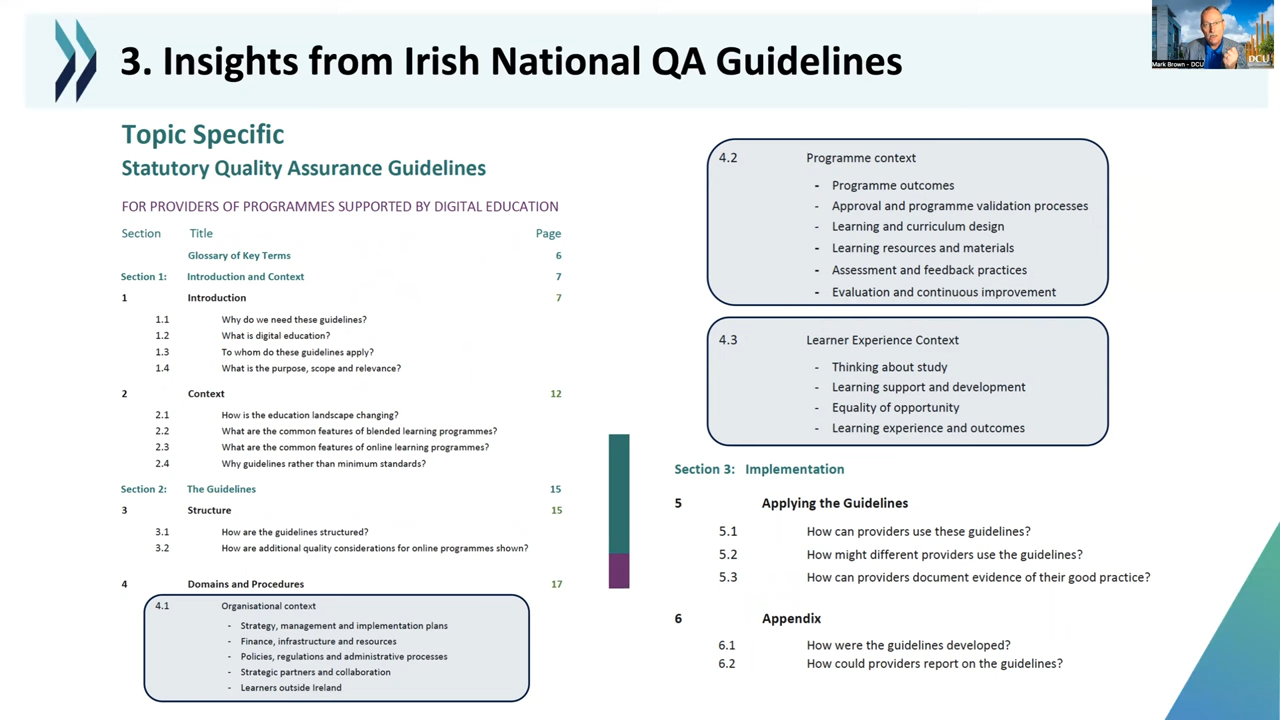 3. Insights from Irish National QA Guidelines
Mark Brown - DCU
DCU
Topic Specific
Statutory Quality Assurance Guidelines
FOR PROVIDERS OF PROGRAMMES SUPPORTED BY DIGITAL EDUCATION
Section Title Page
Glossary of Key Terms 6
Section 1: Introduction and Context 7
1 Introduction 7
1.1 Why do we need these guidelines?
1.2 What is digital education?
1.3 To whom do these guidelines apply?
1.4 What is the purpose, scope and relevance?
2 Context 12
2.1 How is the education landscape changing?
2.2 What are the common features of blended learning programmes?
2.3 What are the common features of online learning programmes?
2.4 Why guidelines rather than minimum standards?
Section 2: The Guidelines 15
3 Structure 15
3.1 How are the guidelines structured?
3.2 How are additional quality considerations for online programmes shown?
4 Domains and Procedures 17
4.1 Organisational context
- Strategy, management and implementation plans
- Finance, infrastructure and resources
- Policies, regulations and administrative processes
- Strategic partners and collaboration
- Learners outside Ireland
4.2 Programme context
- Programme outcomes
- Approval and programme validation processes
- Learning and curriculum design
- Learning resources and materials
- Assessment and feedback practices
- Evaluation and continuous improvement
4.3 Learner Experience Context
- Thinking about study
- Learning support and development
- Equality of opportunity
- Learning experience and outcomes
Section 3: Implementation
5 Applying the Guidelines
5.1 How can providers use these guidelines?
5.2 How might different providers use the guidelines?
5.3 How can providers document evidence of their good practice?
6 Appendix
6.1 How were the guidelines developed?
6.2 How could providers report on the guidelines?